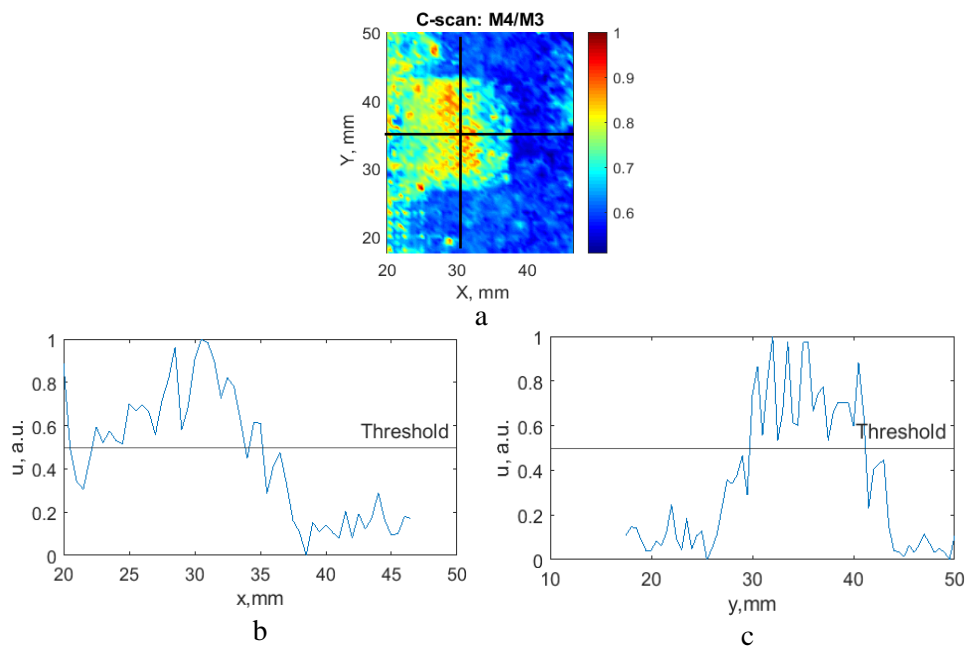 C-scan: M4/M3
50
40
30
20
Y, mm
20 30 40
X, mm
1
0.9
0.8
0.7
0.6
a
1
0.8
0.6
0.4
0.2
0
u, a.u.
Threshold
20 25 30 35 40 45 50
x,mm
b
1
0.8
0.6
0.4
0.2
0
u, a.u.
Threshold
10 20 30 40 50
y,mm
c